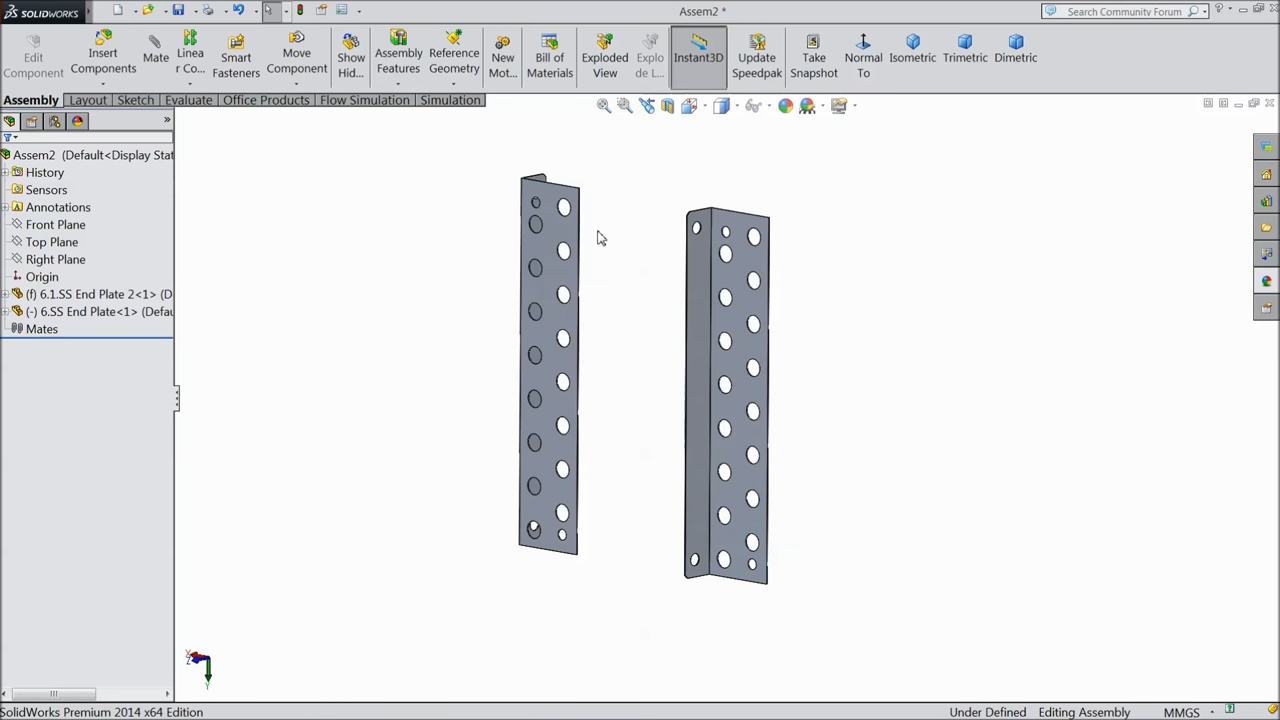 SOLIDWORKS
Assem2 *
Search Community Forum
Edit Component
Insert Components
Mate
Linea r Co...
Smart Fasteners
Move Component
Show Hid...
Assembly Features
Reference Geometry
New Mot...
Bill of Materials
Exploded View
Explo de L...
Instant3D
Update Speedpak
Take Snapshot
Normal To
Isometric
Trimetric
Dimetric
Assembly
Layout
Sketch
Evaluate
Office Products
Flow Simulation
Simulation
Assem2 (Default<Display Stat
History
Sensors
Annotations
Front Plane
Top Plane
Right Plane
Origin
(f) 6.1.SS End Plate 2<1> (D
(-) 6.SS End Plate<1> (Defau
Mates
X
Z
Y
SolidWorks Premium 2014 x64 Edition
Under Defined
Editing Assembly
MMGS